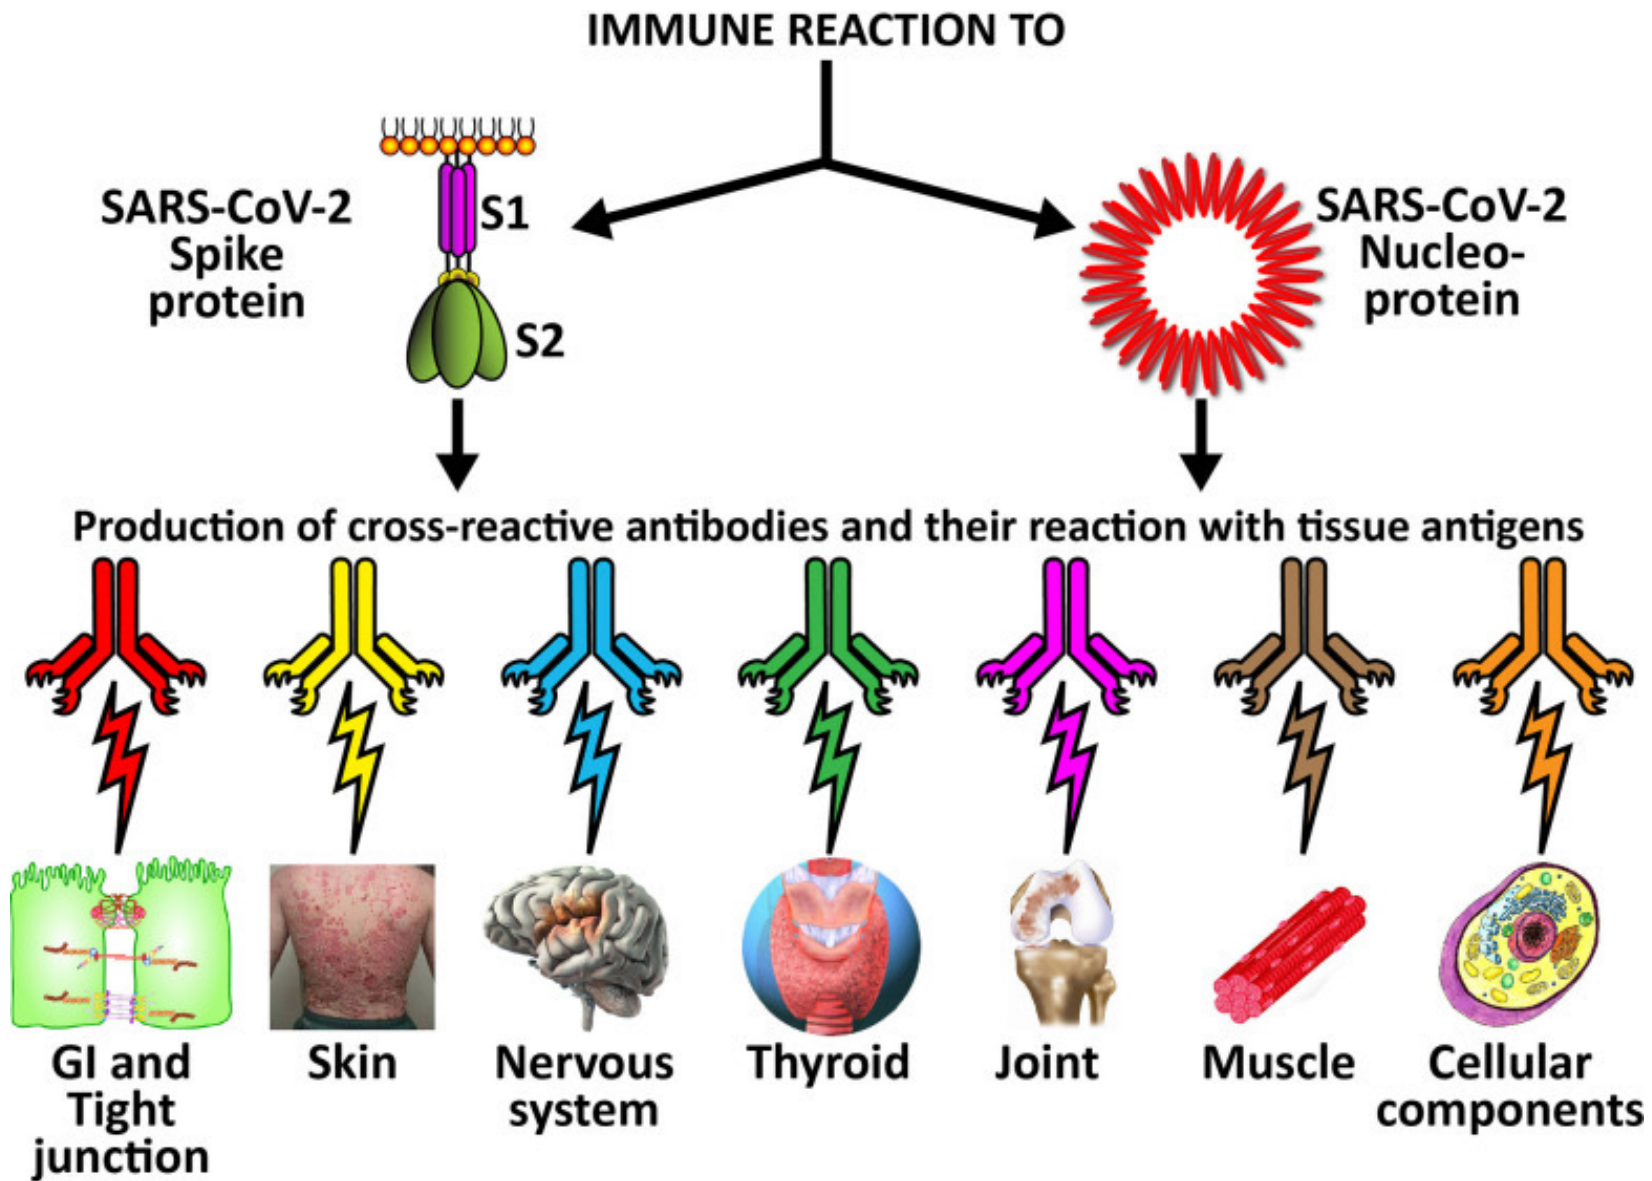 IMMUNE REACTION TO
SARS-CoV-2
Spike
protein
S1
S2
SARS-CoV-2
Nucleo-
protein
Production of cross-reactive antibodies and their reaction with tissue antigens
GI and
Tight
junction
Skin
Nervous
system
Thyroid
Joint
Muscle
Cellular
components